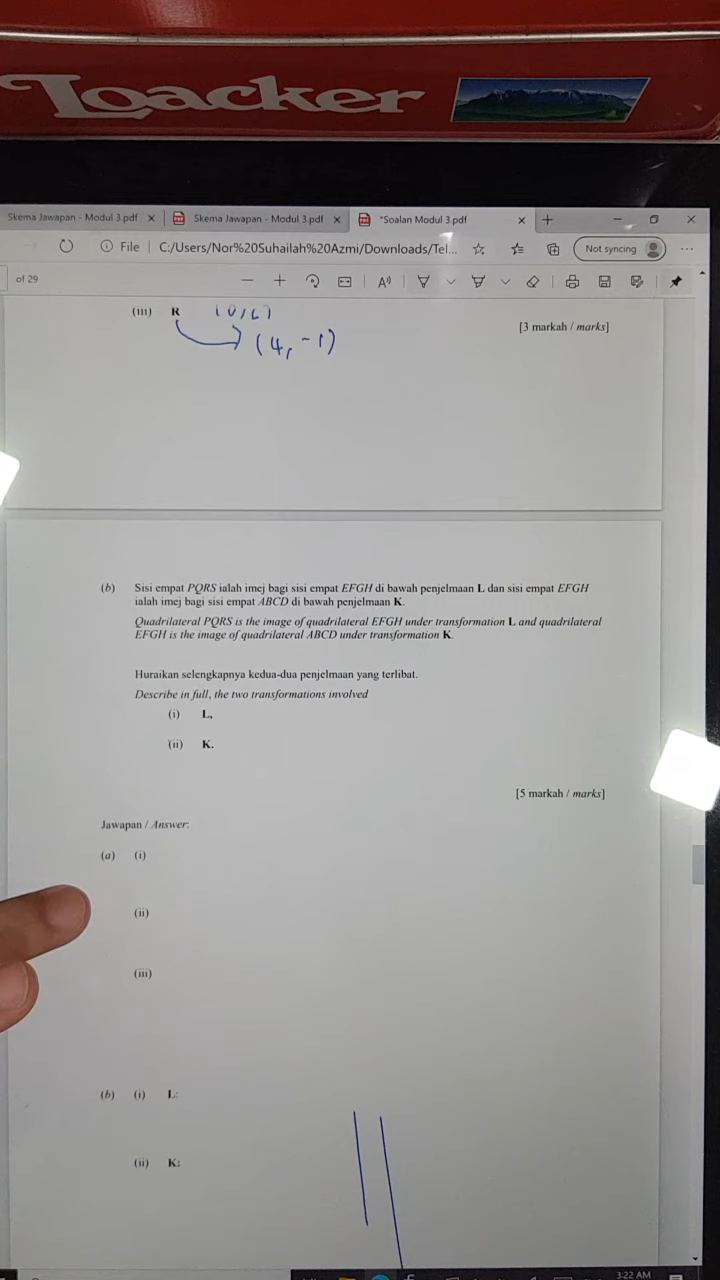 Loacker
Skema Jawapan - Modul 3.pdf × Skema Jawapan - Modul 3.pdf × *Soalan Modul 3.pdf × +
File C:/Users/Nor%20Suhailah%20Azmi/Downloads/Tel... Not syncing ...
of 29
(iii) R
[3 markah / marks]
(4, -1)
(b) Sisi empat PQRS ialah imej bagi sisi empat EFGH di bawah penjelmaan L dan sisi empat EFGH
ialah imej bagi sisi empat ABCD di bawah penjelmaan K.
Quadrilateral PQRS is the image of quadrilateral EFGH under transformation L and quadrilateral
EFGH is the image of quadrilateral ABCD under transformation K.
Huraikan selengkapnya kedua-dua penjelmaan yang terlibat.
Describe in full, the two transformations involved
(i) L,
(ii) K.
[5 markah / marks]
Jawapan / Answer:
(a) (i)
(ii)
(iii)
(b) (i) L:
(ii) K:
3:22 AM